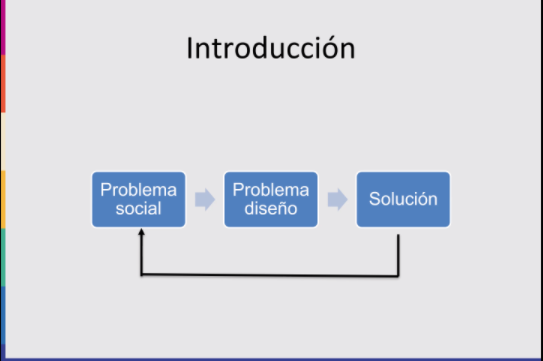 Introducción
Problema
social
Problema
diseño
Solución